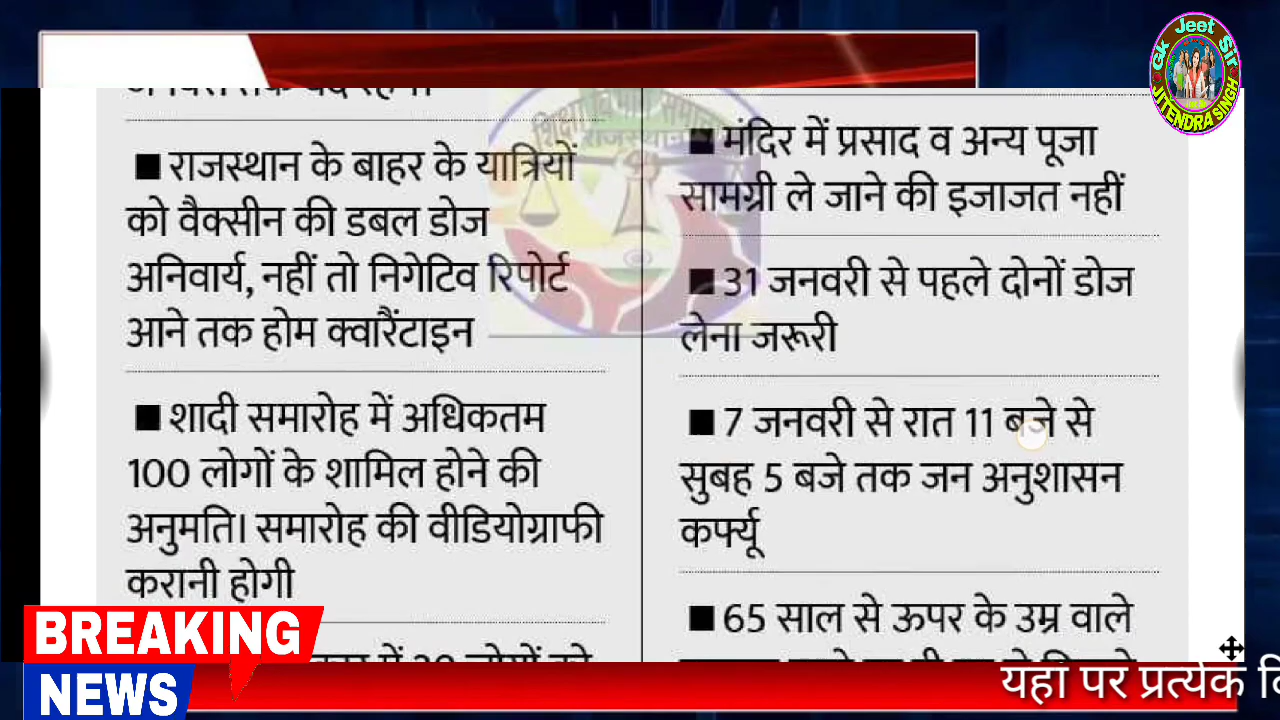 Gk Jeet Sir
JITENDRA SINGH
राजस्थान
■ राजस्थान के बाहर के यात्रियों
को वैक्सीन की डबल डोज
अनिवार्य, नहीं तो निगेटिव रिपोर्ट
आने तक होम क्वारैंटाइन
■ शादी समारोह में अधिकतम
100 लोगों के शामिल होने की
अनुमति। समारोह की वीडियोग्राफी
करानी होगी
■ मंदिर में प्रसाद व अन्य पूजा
सामग्री ले जाने की इजाजत नहीं
■ 31 जनवरी से पहले दोनों डोज
लेना जरूरी
■ 7 जनवरी से रात 11 बजे से
सुबह 5 बजे तक जन अनुशासन
कर्फ्यू
■ 65 साल से ऊपर के उम्र वाले
BREAKING
NEWS
यहा पर प्रत्येक